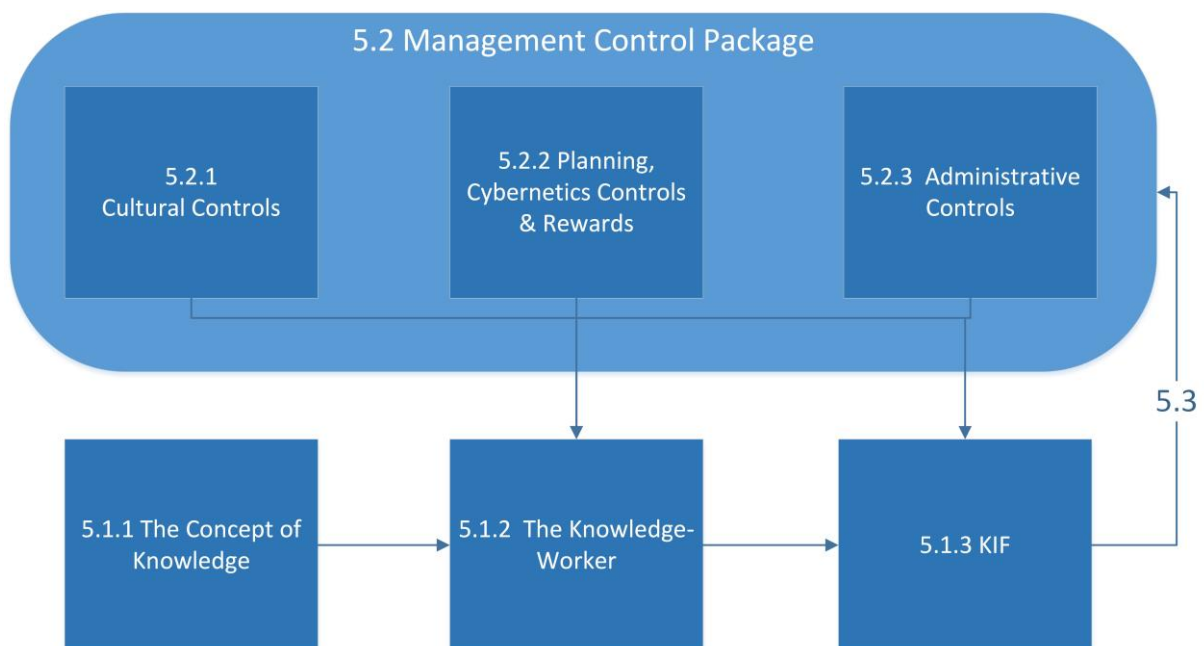 5.2 Management Control Package
5.2.1
Cultural Controls
5.2.2 Planning,
Cybernetics Controls
& Rewards
5.2.3  Administrative
Controls
5.3
5.1.1 The Concept of
Knowledge
5.1.2  The Knowledge-
Worker
5.1.3 KIF